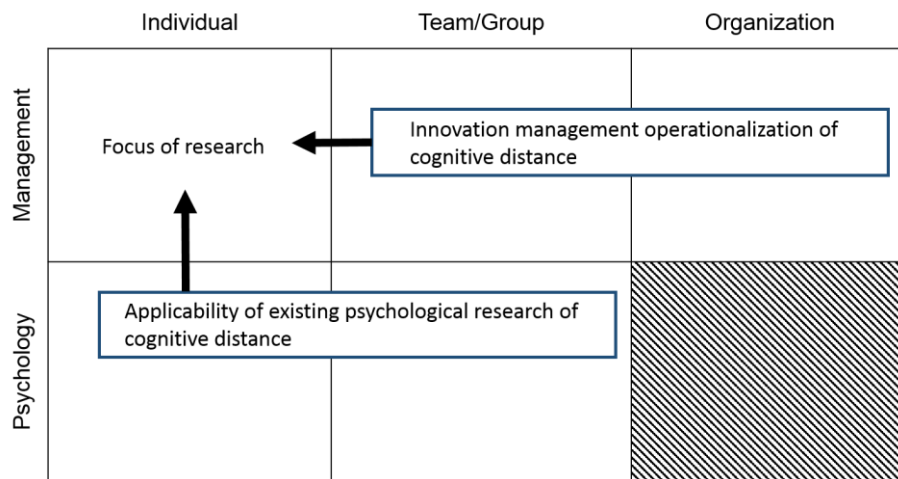 Individual
Team/Group
Organization
Management
Focus of research
Innovation management operationalization of
cognitive distance
Psychology
Applicability of existing psychological research of
cognitive distance